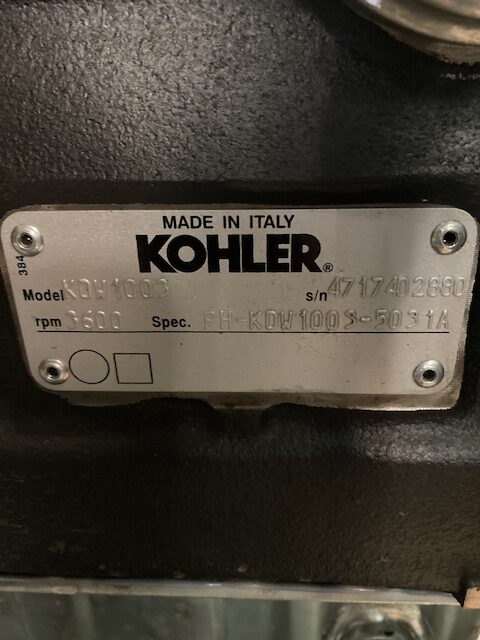 MADE IN ITALY
KOHLER®
384
Model KDW1003 s/n 4717402880
rpm 3600 Spec. PH-KDW1003-5031A